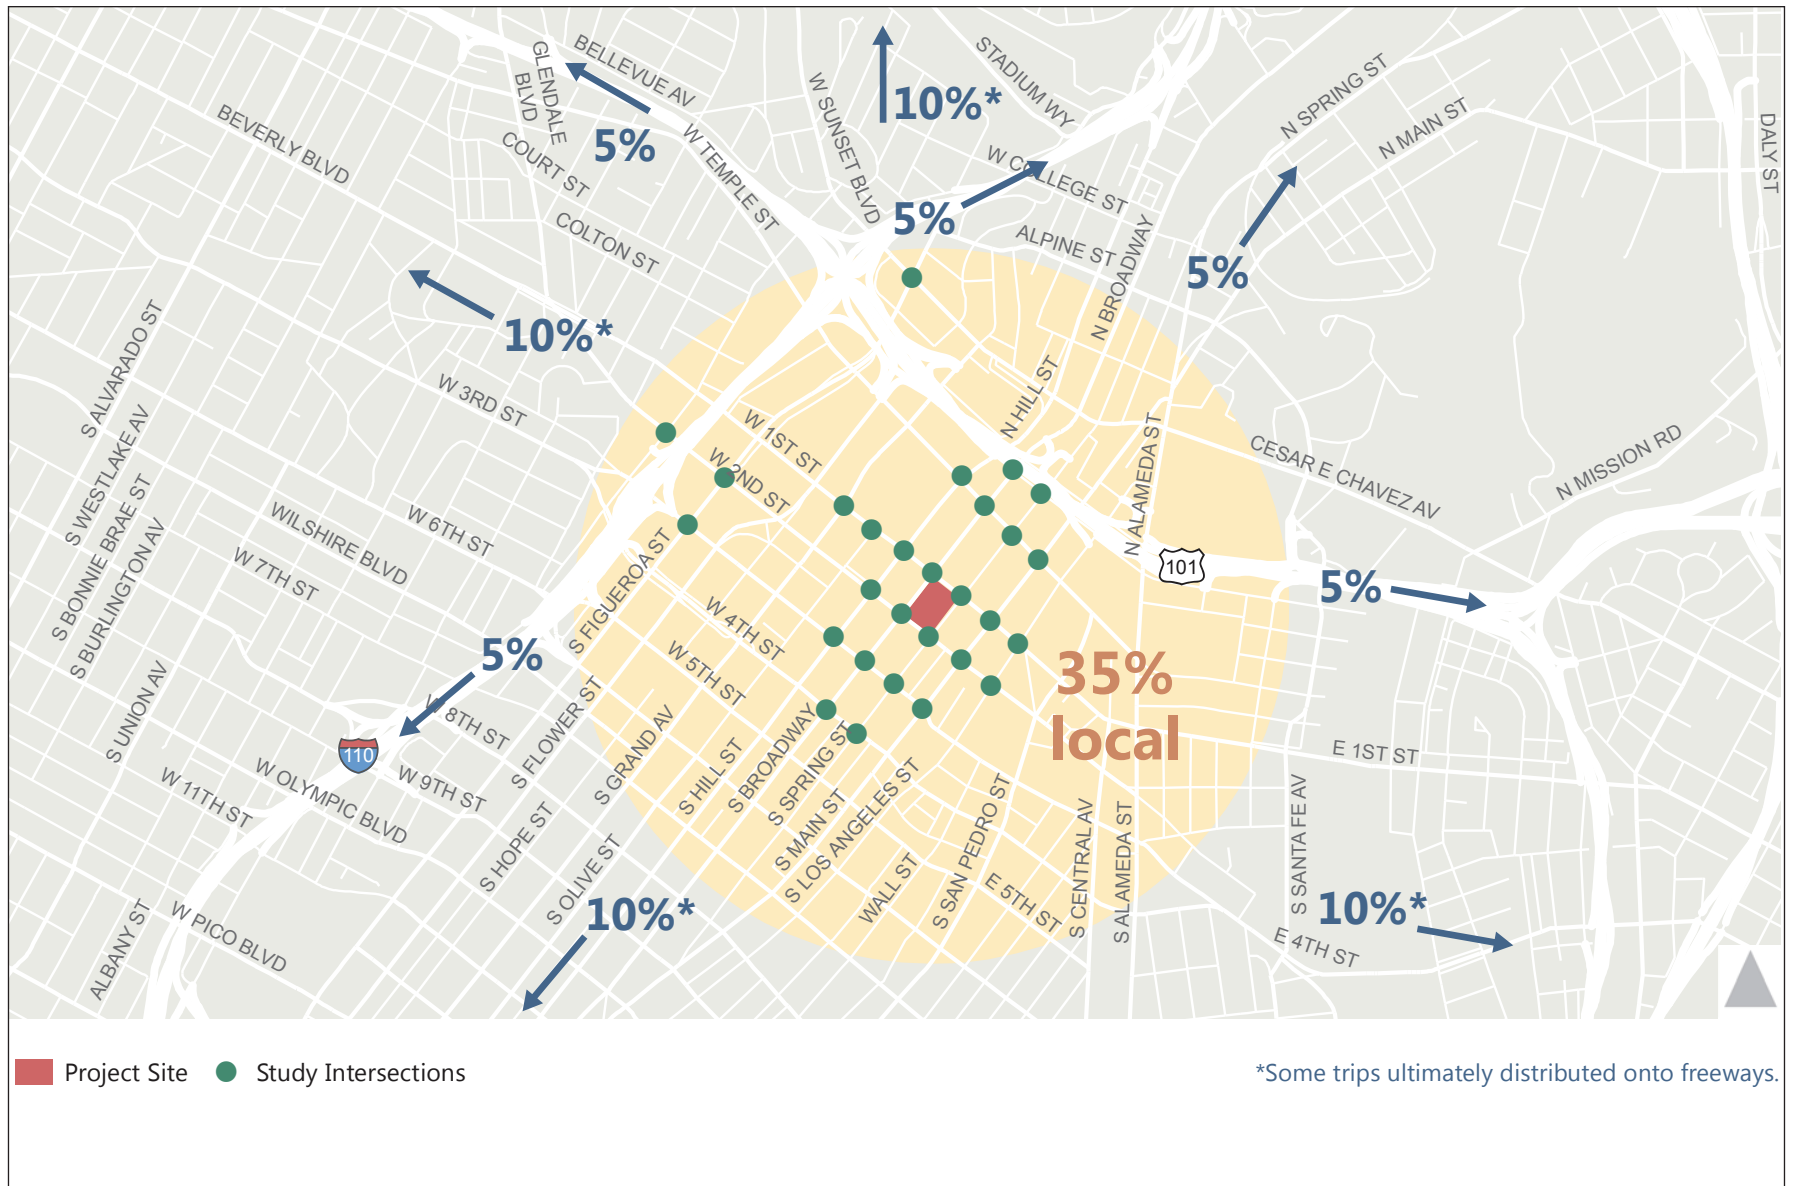 BELLEVUE AV
GLENDALE
BLVD
STADIUM WY
10%*
N SPRING ST
N MAIN ST
DALY ST
W SUNSET BLVD
BEVERLY BLVD
5%
COURT ST
W TEMPLE ST
W COLLEGE ST
5%
COLTON ST
ALPINE ST
N BROADWAY
5%
10%*
S ALVARADO ST
W 3RD ST
N HILL ST
W 1ST ST
S WESTLAKE AV
W 2ND ST
N ALAMEDA ST
CESAR E CHAVEZ AV
N MISSION RD
S BONNIE BRAE ST
WILSHIRE BLVD
W 6TH ST
S BURLINGTON AV
W 7TH ST
S FIGUEROA ST
101
5%
W 4TH ST
5%
W 5TH ST
35%
local
S UNION AV
W 8TH ST
S FLOWER ST
S GRAND AV
S HILL ST
S BROADWAY
S SPRING ST
110
E 1ST ST
W 11TH ST
W OLYMPIC BLVD
W 9TH ST
S HOPE ST
S OLIVE ST
S MAIN ST
S LOS ANGELES ST
WALL ST
S SAN PEDRO ST
E 5TH ST
S CENTRAL AV
S ALAMEDA ST
S SANTA FE AV
10%*
10%*
E 4TH ST
ALBANY ST
W PICO BLVD
Project Site
Study Intersections
*Some trips ultimately distributed onto freeways.